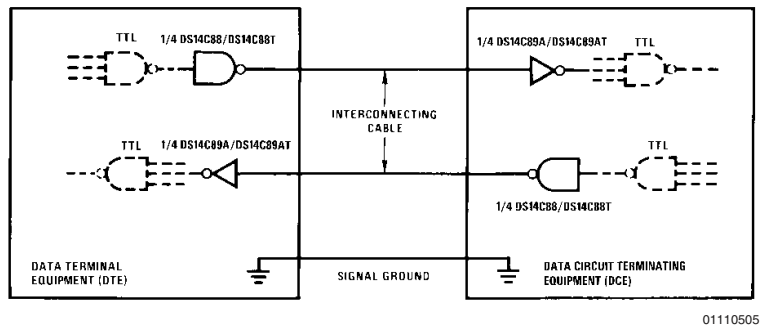 TTL
1/4 DS14C88/DS14C88T
1/4 DS14C89A/DS14C89AT
TTL
INTERCONNECTING
CABLE
TTL
1/4 DS14C89A/DS14C89AT
TTL
1/4 DS14C88/DS14C88T
DATA TERMINAL
EQUIPMENT (DTE)
SIGNAL GROUND
DATA CIRCUIT TERMINATING
EQUIPMENT (DCE)
01110505